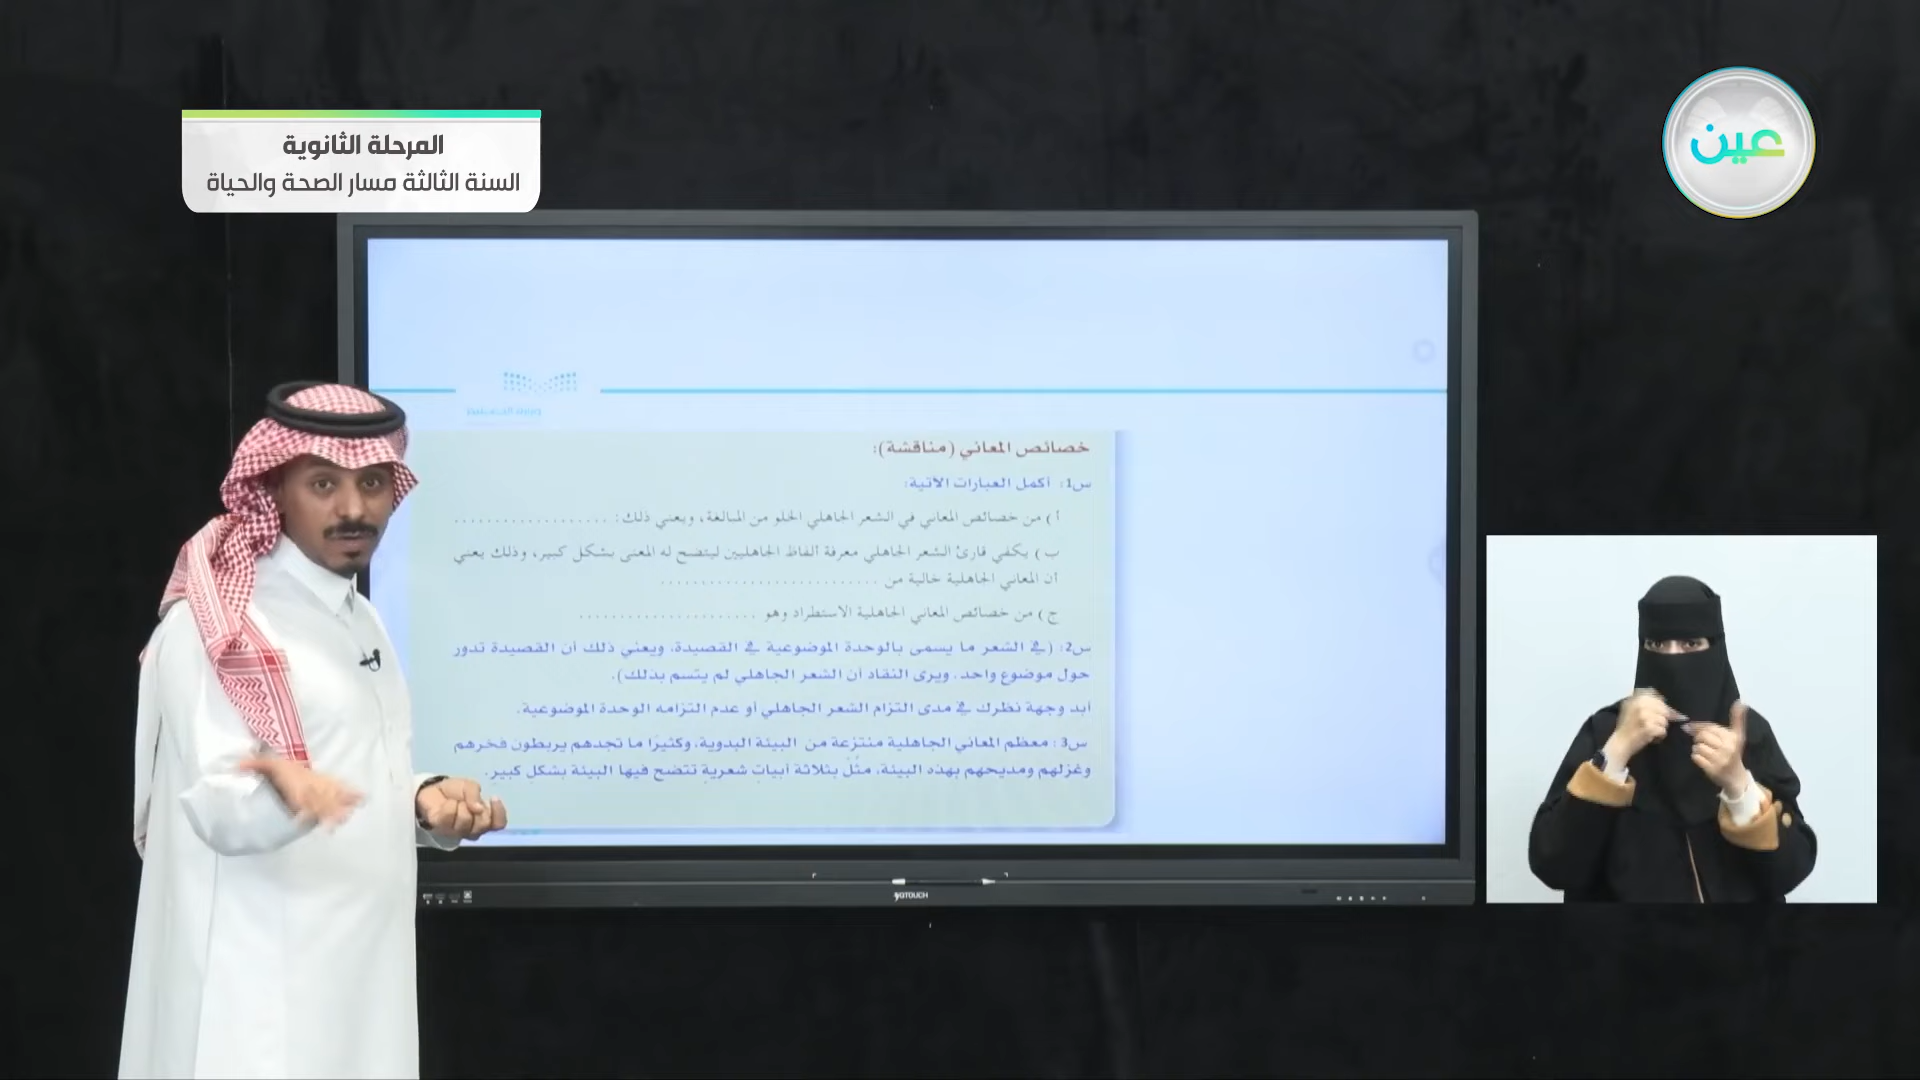 المرحلة الثانوية
السنة الثالثة مسار الصحة والحياة
عين
وزارة التعليم
خصائص المعاني (مناقشة):
س1: أكمل العبارات الآتية:
أ) من خصائص المعاني في الشعر الجاهلي الخلو من المبالغة، ويعني ذلك: ....................
ب) يكفي قارئ الشعر الجاهلي معرفة ألفاظ الجاهليين ليتضح له المعنى بشكل كبير، وذلك يعني
أن المعاني الجاهلية خالية من ............................
ج) من خصائص المعاني الجاهلية الاستطراد وهو .......................
س2: (في الشعر ما يسمى بالوحدة الموضوعية في القصيدة، ويعني ذلك أن القصيدة تدور
حول موضوع واحد. ويرى النقاد أن الشعر الجاهلي لم يتسم بذلك).
أبد وجهة نظرك في مدى التزام الشعر الجاهلي أو عدم التزامه الوحدة الموضوعية.
س3: معظم المعاني الجاهلية منتزعة من البيئة البدوية، وكثيرًا ما تجدهم يربطون فخرهم
وغزلهم ومديحهم بهذه البيئة، مثّل بثلاثة أبيات شعرية تتضح فيها البيئة بشكل كبير.
YOTOUCH